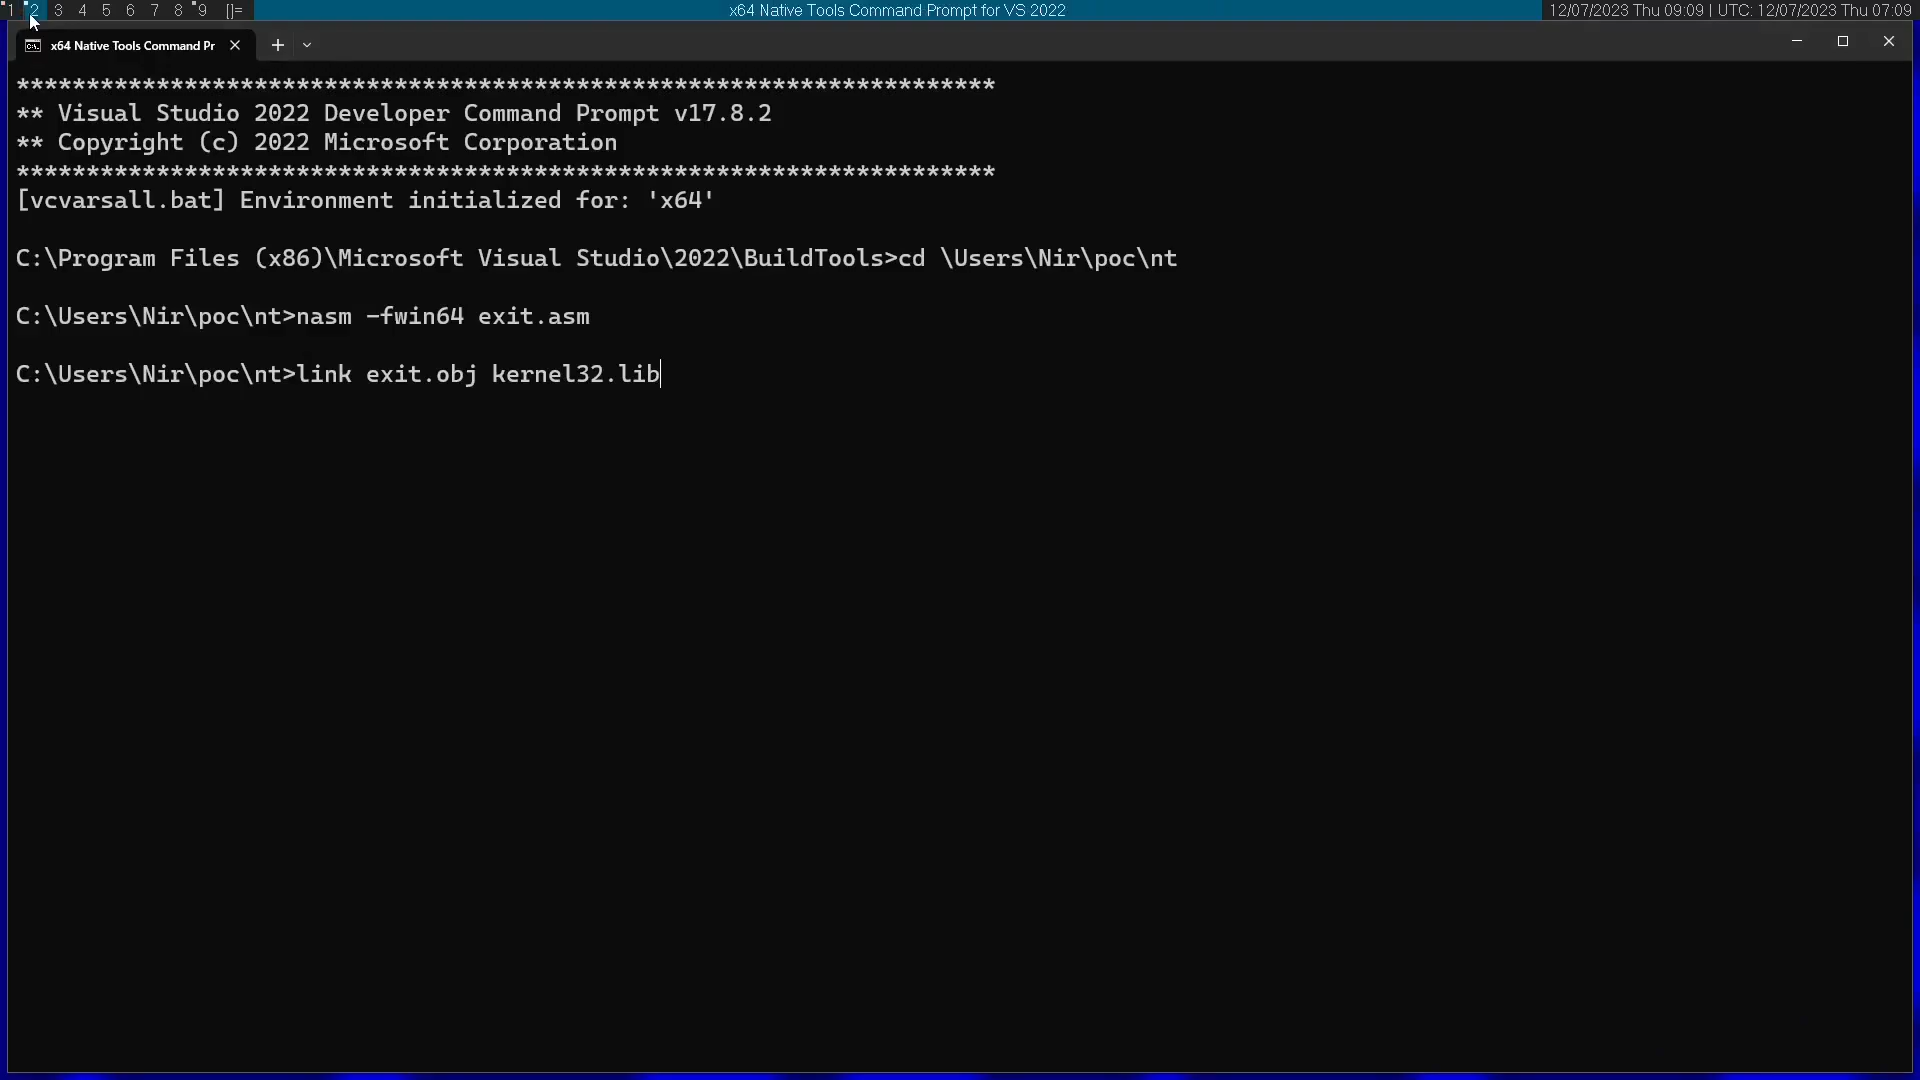 1 2 3 4 5 6 7 8 9 []= x64 Native Tools Command Prompt for VS 2022 12/07/2023 Thu 09:09 | UTC: 12/07/2023 Thu 07:09
x64 Native Tools Command Pr
**********************************************************************
** Visual Studio 2022 Developer Command Prompt v17.8.2
** Copyright (c) 2022 Microsoft Corporation
**********************************************************************
[vcvarsall.bat] Environment initialized for: 'x64'
C:\Program Files (x86)\Microsoft Visual Studio\2022\BuildTools>cd \Users\Nir\poc\nt
C:\Users\Nir\poc\nt>nasm -fwin64 exit.asm
C:\Users\Nir\poc\nt>link exit.obj kernel32.lib